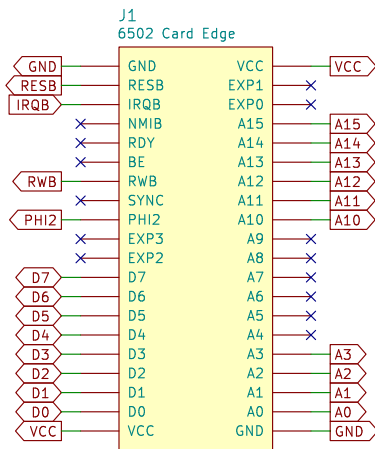 J1
6502 Card Edge
GND GND VCC VCC
RESB RESB EXP1
IRQB IRQB EXP0
NMIB A15 A15
RDY A14 A14
BE A13 A13
RWB RWB A12 A12
SYNC A11 A11
PHI2 PHI2 A10 A10
EXP3 A9
EXP2 A8
D7 D7 A7
D6 D6 A6
D5 D5 A5
D4 D4 A4
D3 D3 A3 A3
D2 D2 A2 A2
D1 D1 A1 A1
D0 D0 A0 A0
VCC VCC GND GND